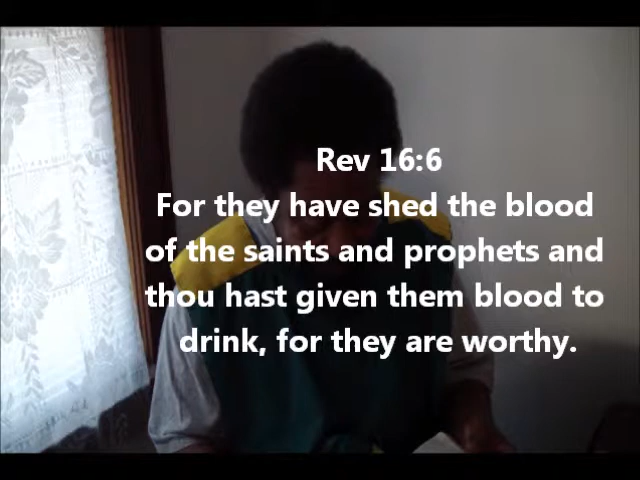 Rev 16:6
For they have shed the blood
of the saints and prophets and
thou hast given them blood to
drink, for they are worthy.